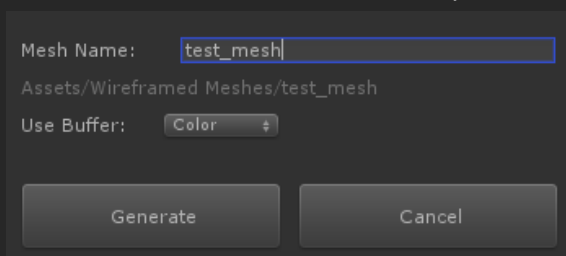 Mesh Name: test_mesh
Assets/Wireframed Meshes/test_mesh
Use Buffer: Color
Generate Cancel